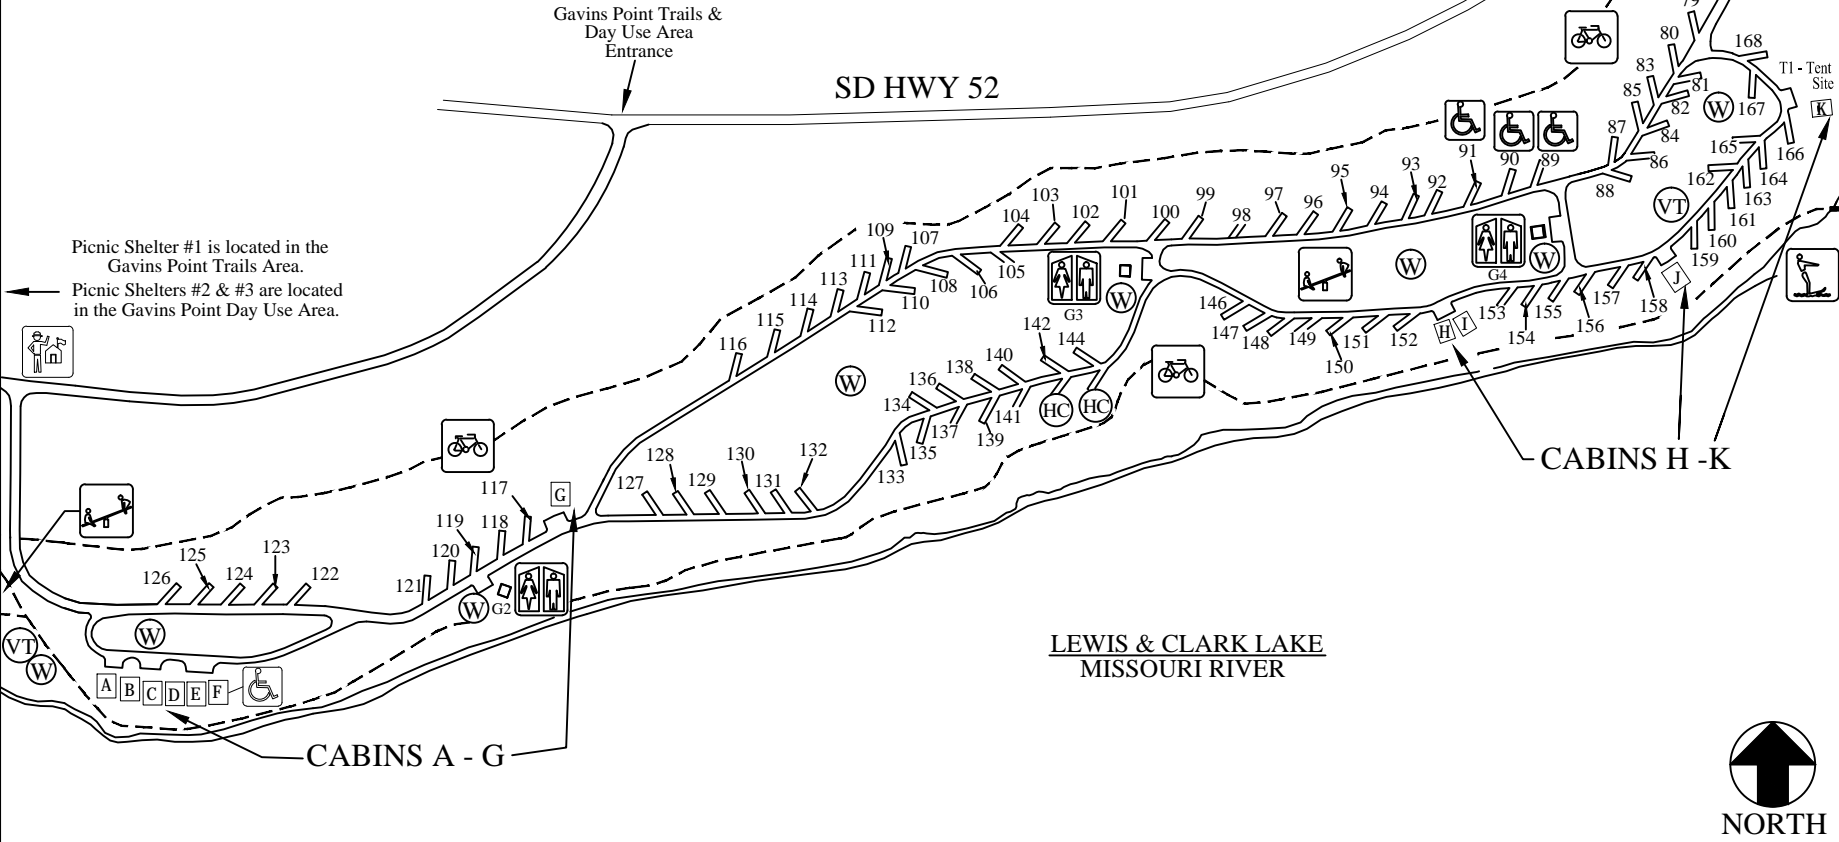 Gavins Point Trails &
Day Use Area
Entrance
SD HWY 52
79
80
168
T1 - Tent
Site
K
83
81
85
82
167
W
87
84
86
165
166
164
162
163
161
160
159
VT
88
89
90
91
92
93
94
95
96
97
98
99
100
101
102
103
104
105
106
107
108
109
110
111
112
113
114
115
116
G3
W
W
G4
W
J
146
147
148
149
150
151
152
H
I
153
154
155
156
157
158
142
144
140
138
136
134
HC
HC
141
139
137
135
133
W
132
131
130
129
128
127
CABINS H -K
Picnic Shelter #1 is located in the
Gavins Point Trails Area.
Picnic Shelters #2 & #3 are located
in the Gavins Point Day Use Area.
G
117
118
119
120
121
G2
W
122
123
124
125
126
W
VT
W
A
B
C
D
E
F
CABINS A - G
LEWIS & CLARK LAKE
MISSOURI RIVER
NORTH